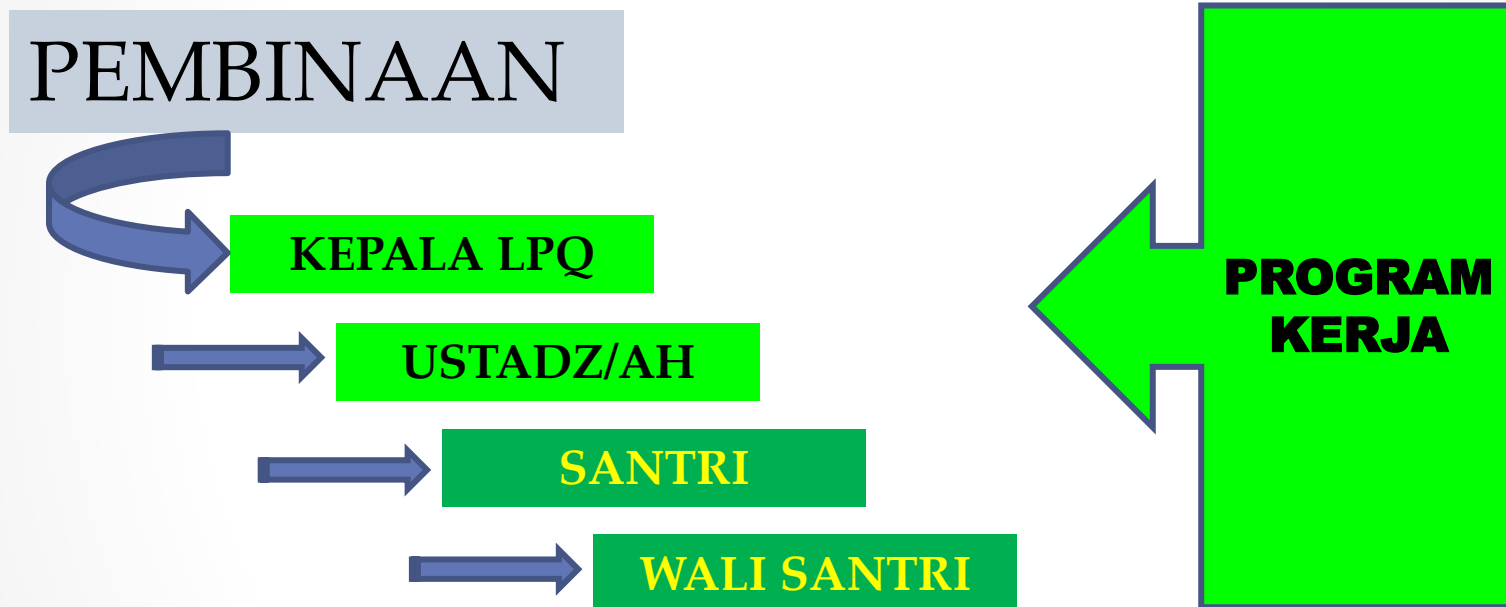 PEMBINAAN
KEPALA LPQ
USTADZ/AH
SANTRI
WALI SANTRI
PROGRAM
KERJA